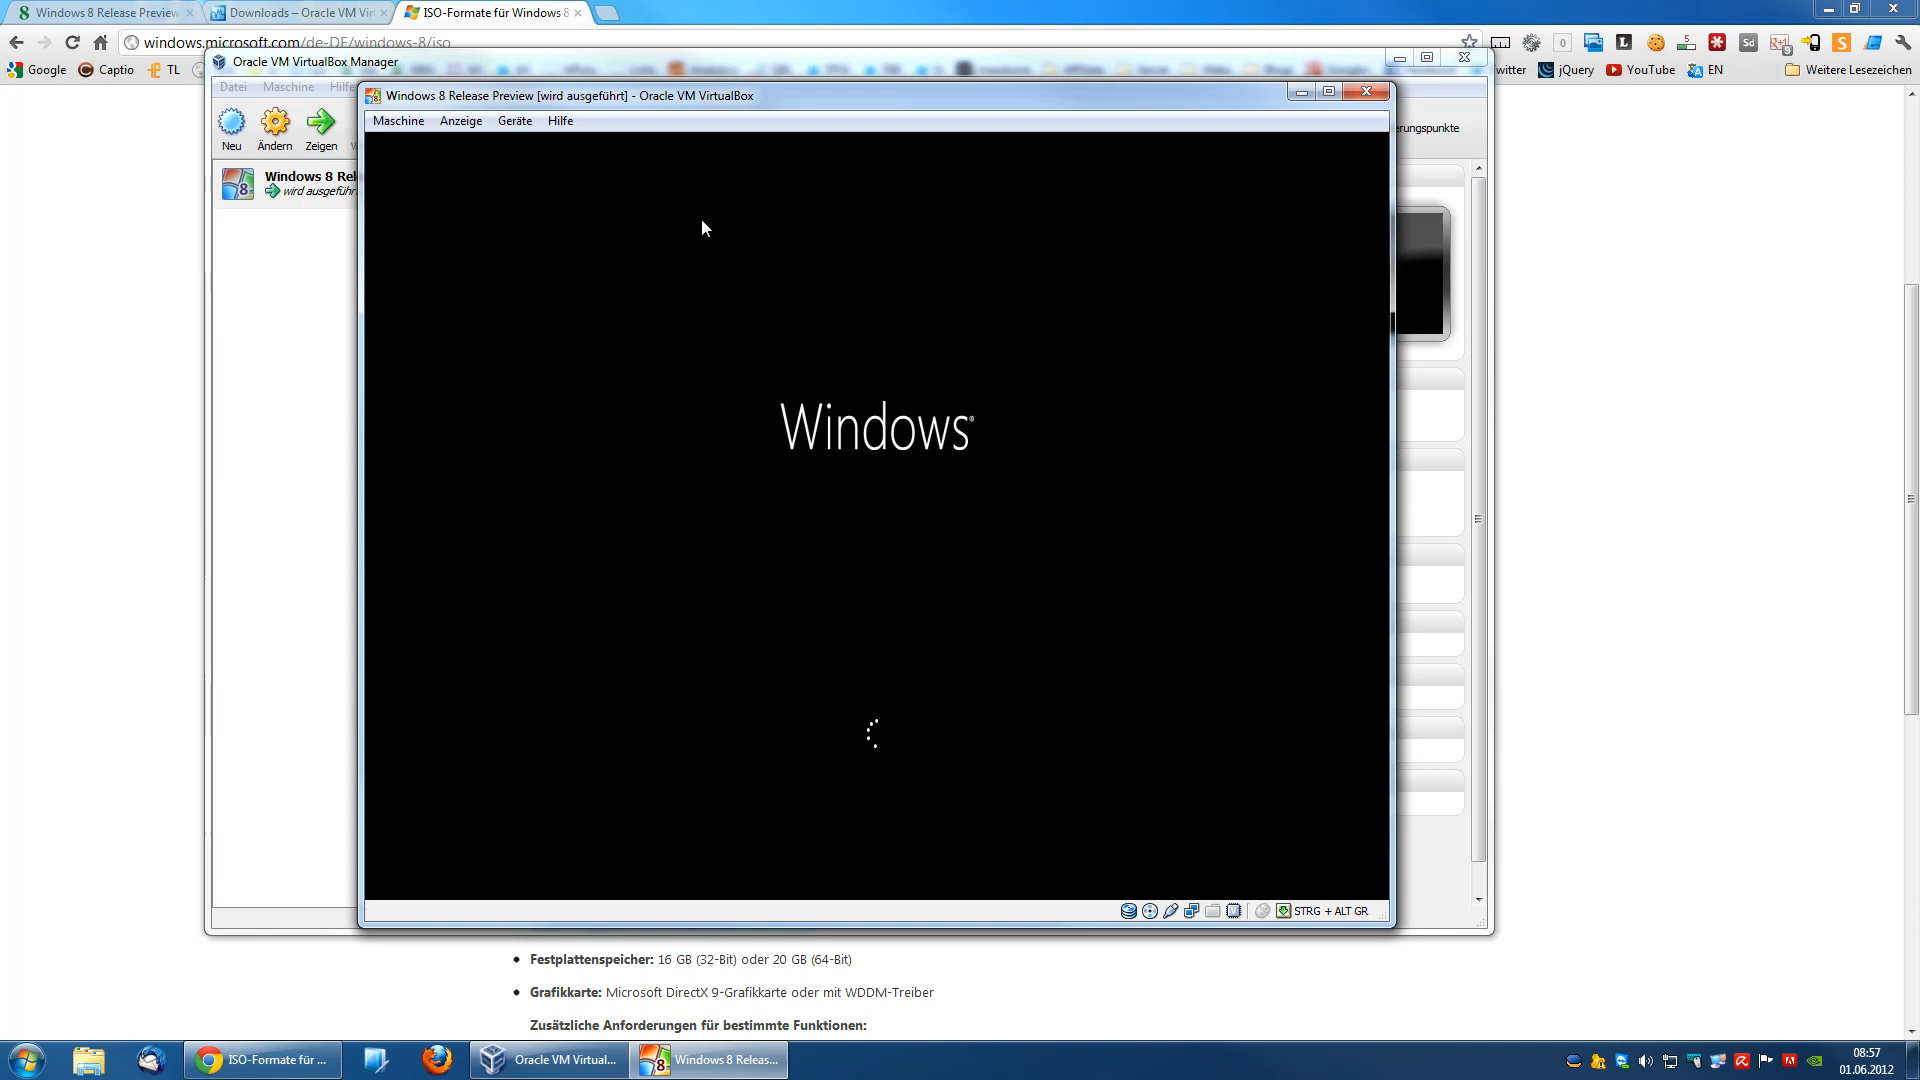 Windows 8 Release Preview
Downloads – Oracle VM Virt
ISO-Formate für Windows 8
windows.microsoft.com/de-DE/windows-8/iso
Google
Captio
TL
witter
jQuery
YouTube
EN
Weitere Lesezeichen
Oracle VM VirtualBox Manager
Datei Maschine Hilfe
Neu Ändern Zeigen
erungspunkte
Windows 8 Rel
wird ausgeführ
Windows 8 Release Preview [wird ausgeführt] - Oracle VM VirtualBox
Maschine Anzeige Geräte Hilfe
Windows®
STRG + ALT GR
Festplattenspeicher: 16 GB (32-Bit) oder 20 GB (64-Bit)
Grafikkarte: Microsoft DirectX 9-Grafikkarte oder mit WDDM-Treiber
Zusätzliche Anforderungen für bestimmte Funktionen:
ISO-Formate für ...
Oracle VM Virtual...
Windows 8 Releas...
08:57
01.06.2012